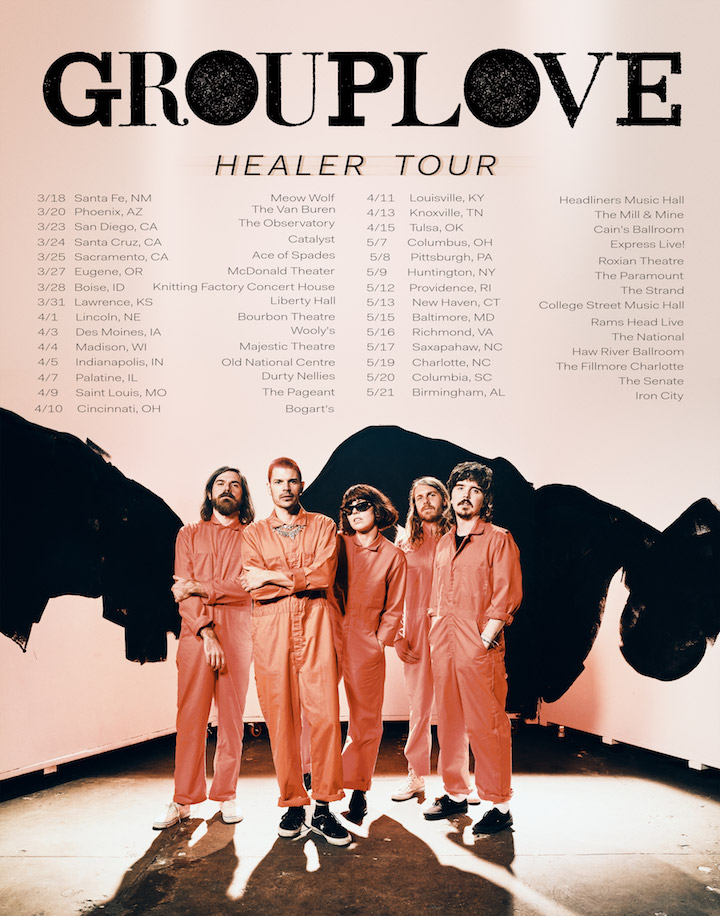 GROUPLOVE
HEALER TOUR
3/18 Santa Fe, NM Meow Wolf
3/20 Phoenix, AZ The Van Buren
3/23 San Diego, CA The Observatory
3/24 Santa Cruz, CA Catalyst
3/25 Sacramento, CA Ace of Spades
3/27 Eugene, OR McDonald Theater
3/28 Boise, ID Knitting Factory Concert House
3/31 Lawrence, KS Liberty Hall
4/1 Lincoln, NE Bourbon Theatre
4/3 Des Moines, IA Wooly's
4/4 Madison, WI Majestic Theatre
4/5 Indianapolis, IN Old National Centre
4/7 Palatine, IL Durty Nellies
4/9 Saint Louis, MO The Pageant
4/10 Cincinnati, OH Bogart's
4/11 Louisville, KY Headliners Music Hall
4/13 Knoxville, TN The Mill & Mine
4/15 Tulsa, OK Cain's Ballroom
5/7 Columbus, OH Express Live!
5/8 Pittsburgh, PA Roxian Theatre
5/9 Huntington, NY The Paramount
5/12 Providence, RI The Strand
5/13 New Haven, CT College Street Music Hall
5/15 Baltimore, MD Rams Head Live
5/16 Richmond, VA The National
5/17 Saxapahaw, NC Haw River Ballroom
5/19 Charlotte, NC The Fillmore Charlotte
5/20 Columbia, SC The Senate
5/21 Birmingham, AL Iron City